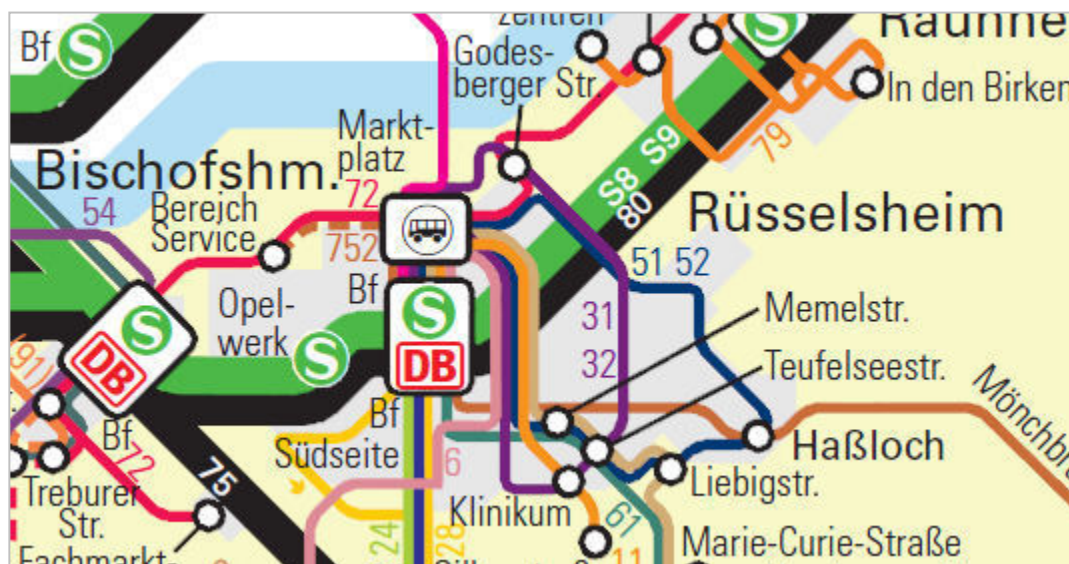 Bf
S
zentren
S
Raunhe
Godes-
berger Str.
In den Birken
Markt-
platz
S8 S9
80
79
Bischofshm.
72
Rüsselsheim
54
Bereich
Service
752
51 52
Bf
Opel-
werk
S
S
S
DB
DB
31
32
Memelstr.
Teufelseestr.
(91)
Mönchbru
Bf
Bf
Südseite
72
75
6
Haßloch
Treburer
Str.
Klinikum
Liebigstr.
24
28
61
11
Marie-Curie-Straße
Fachmarkt-